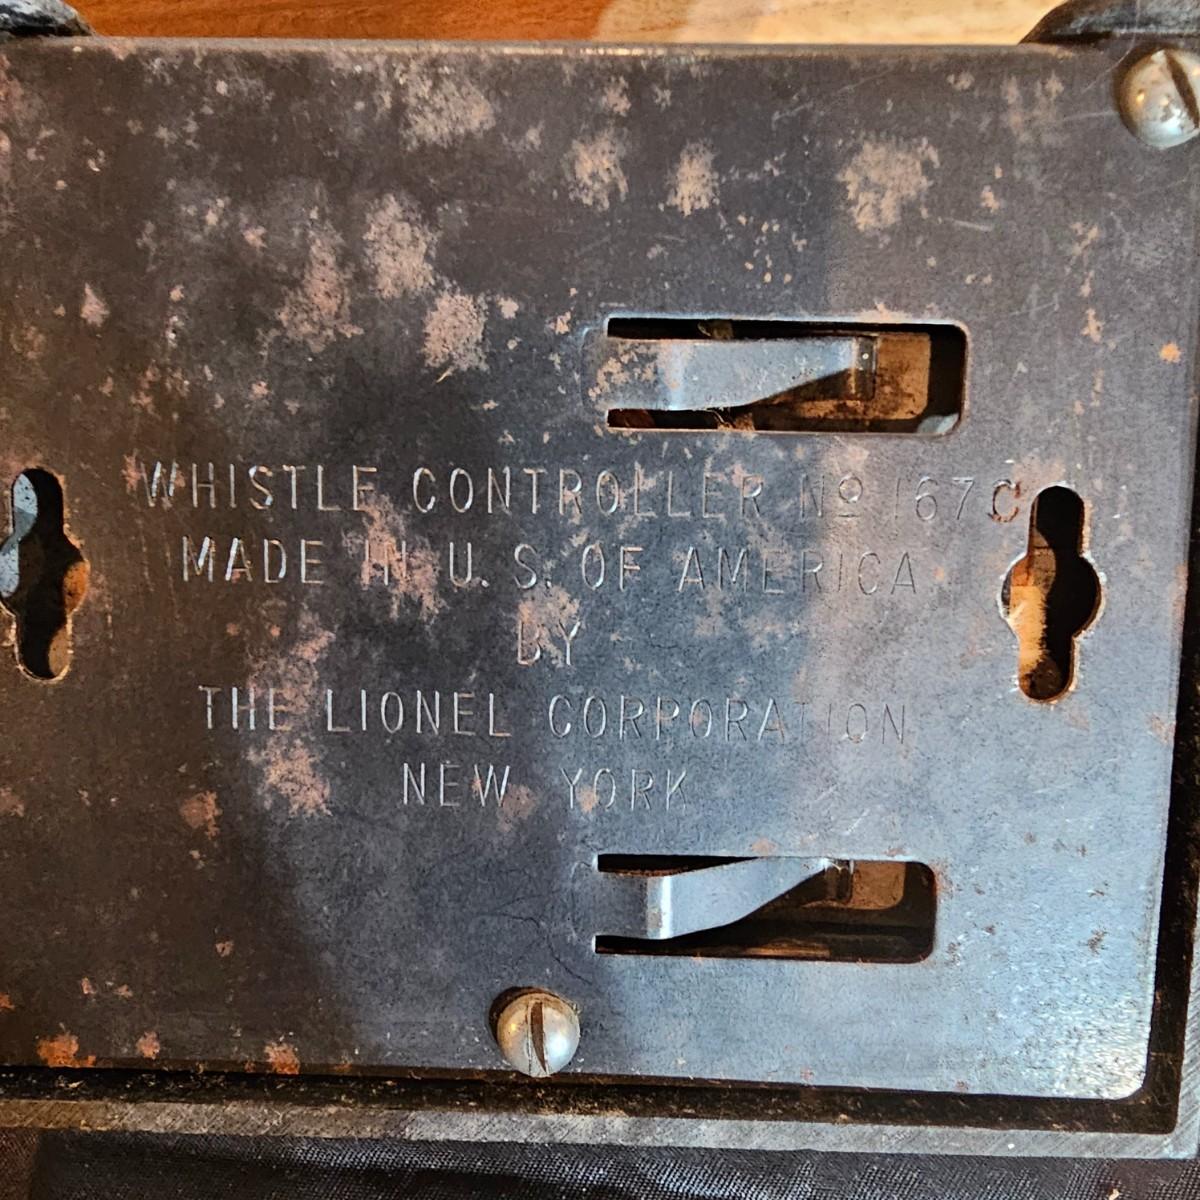 WHISTLE CONTROLLER Nº 167C
MADE IN U. S. OF AMERICA
BY
THE LIONEL CORPORATION
NEW YORK